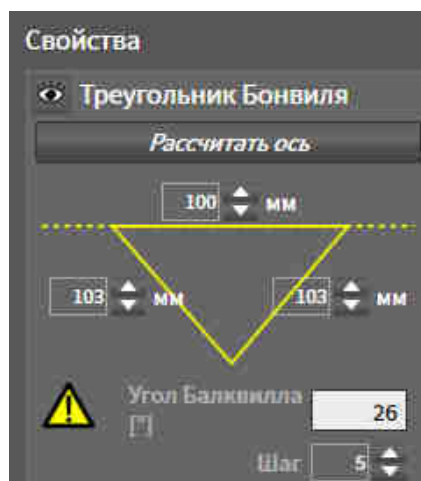 Свойства
Треугольник Бонвиля
Рассчитать ось
100 мм
103 мм 103 мм
Угол Балквилла
[°] 26
Шаг 5